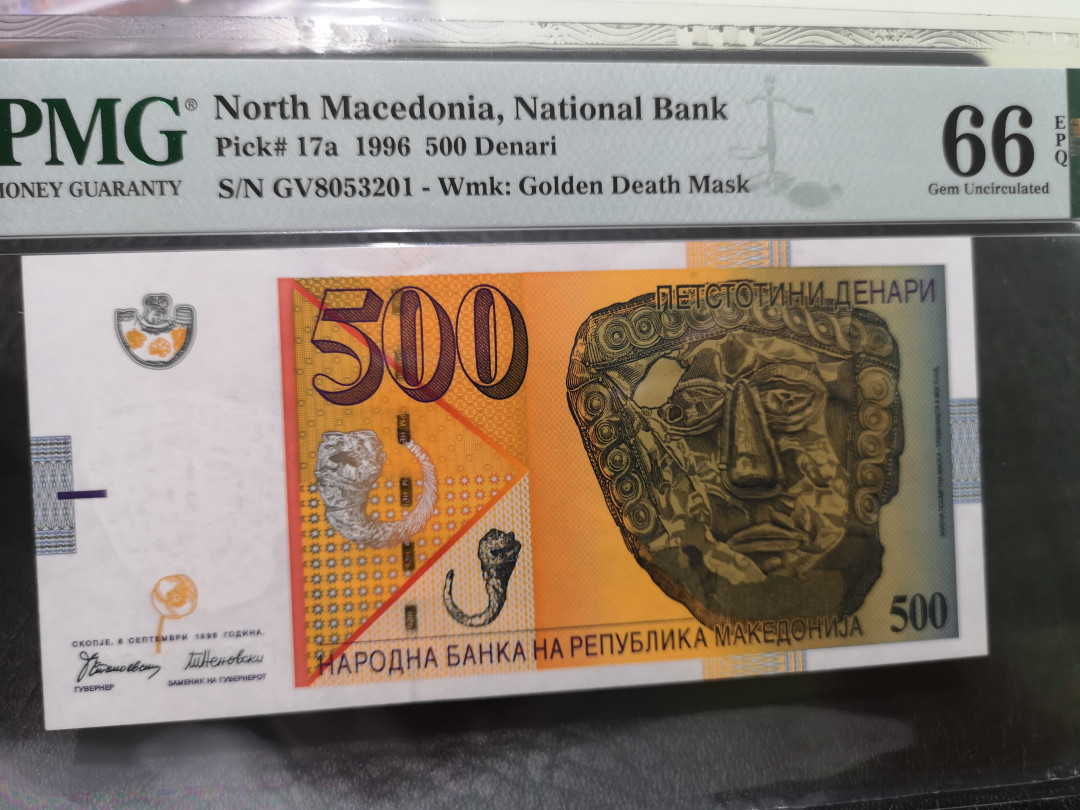 PMG®
MONEY GUARANTY
North Macedonia, National Bank
Pick# 17a 1996 500 Denari
S/N GV8053201 - Wmk: Golden Death Mask
66
EPQ
Gem Uncirculated
500
ПЕТСТОТИНИ ДЕНАРИ
СКОПЈЕ, 8 СЕПТЕМВРИ 1996 ГОДИНА.
ГУВЕРНЕР
ЗАМЕНИК НА ГУВЕРНЕРОТ
НАРОДНА БАНКА НА РЕПУБЛИКА МАКЕДОНИЈА
500